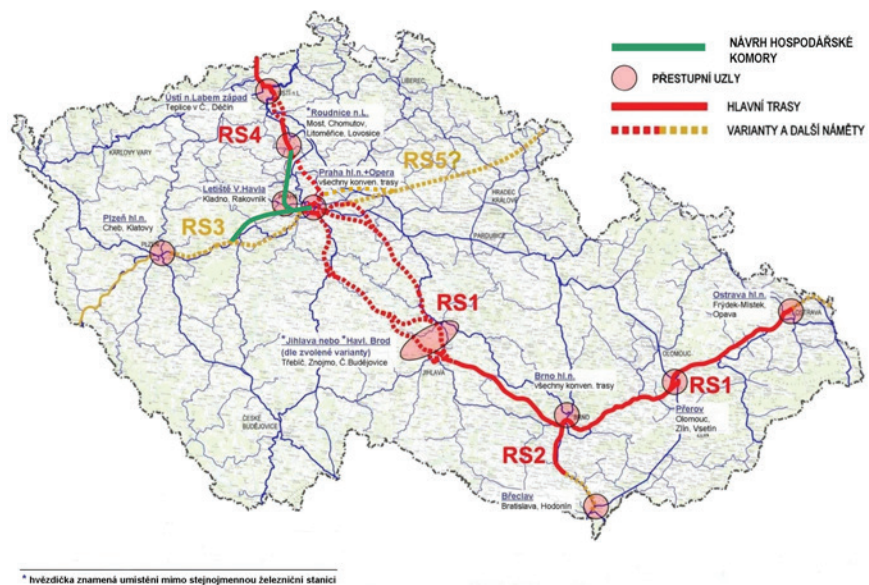 NÁVRH HOSPODÁŘSKÉ
KOMORY
PŘESTUPNÍ UZLY
HLAVNÍ TRASY
VARIANTY A DALŠÍ NÁMĚTY
LIBEREC
Ústí n.Labem západ
Teplice v Č., Děčín
RS4
*Roudnice n.L.
Most, Chomutov,
Litoměřice, Lovosice
KARLOVY VARY
RS5?
Praha hl.n.+Opera
všechny konven. trasy
HRADEC
KRÁLOVÉ
Letiště V.Havla
Kladno, Rakovník
Plzeň hl.n.
Cheb, Klatovy
RS3
PARDUBICE
RS1
Ostrava hl.n.
Frýdek-Místek,
Opava
OSTRAVA
*Jihlava nebo *Havl. Brod
(dle zvolené varianty)
Třebíč, Znojmo, Č.Budějovice
JIHLAVA
OLOMOUC
Brno hl.n.
všechny konven. trasy
BRNO
RS1
Přerov
Olomouc,
Zlín, Vsetín
ČESKÉ
BUDĚJOVICE
RS2
Břeclav
Bratislava, Hodonín
* hvězdička znamená umístění mimo stejnojmennou železniční stanici